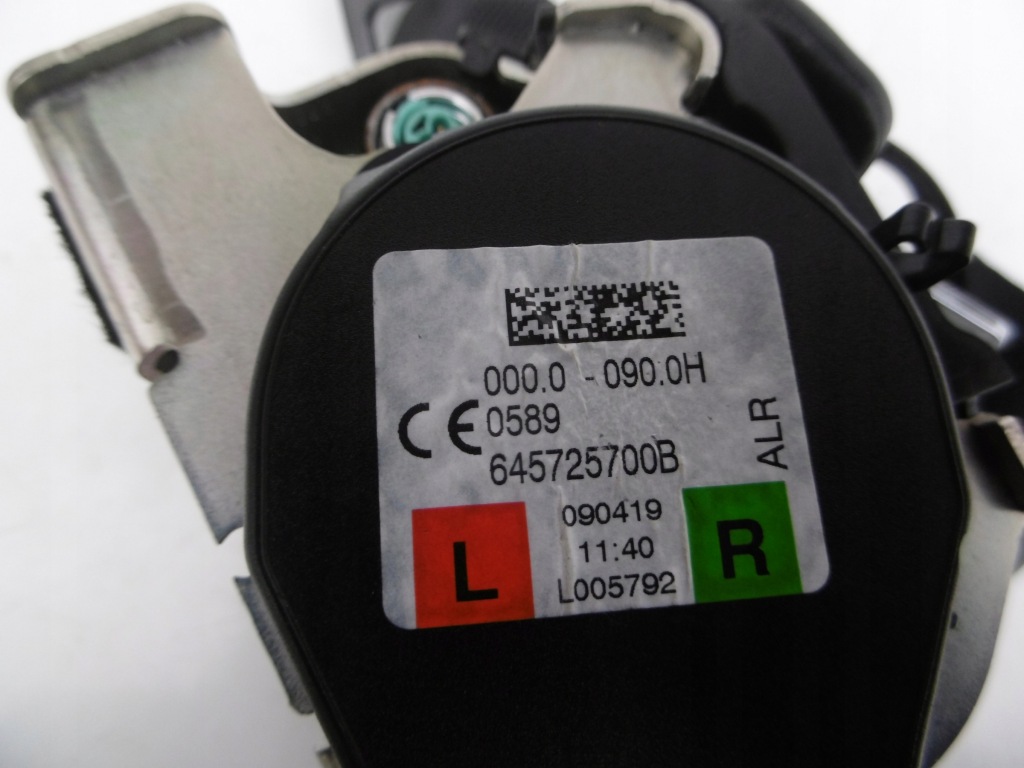 000.0 - 090.0H
CE 0589
645725700B
ALR
090419
11:40
L005792
L
R